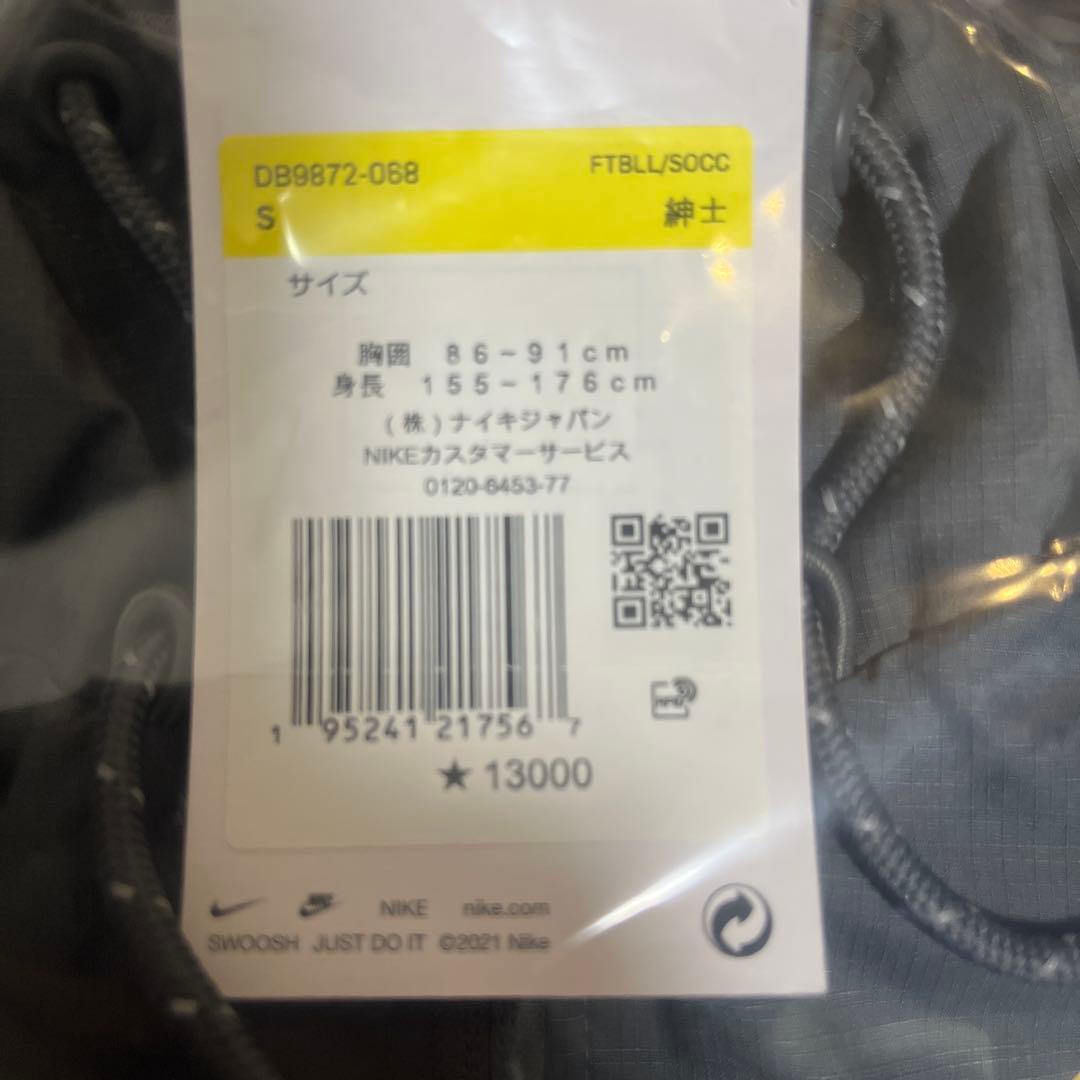 DB9872-068 FTBLL/SOCC
S 紳士
サイズ
胸囲 86~91cm
身長 155~176cm
(株)ナイキジャパン
NIKEカスタマーサービス
0120-6453-77
1 95241 21756 7
★ 13000
NIKE nike.com
SWOOSH JUST DO IT ©2021 Nike